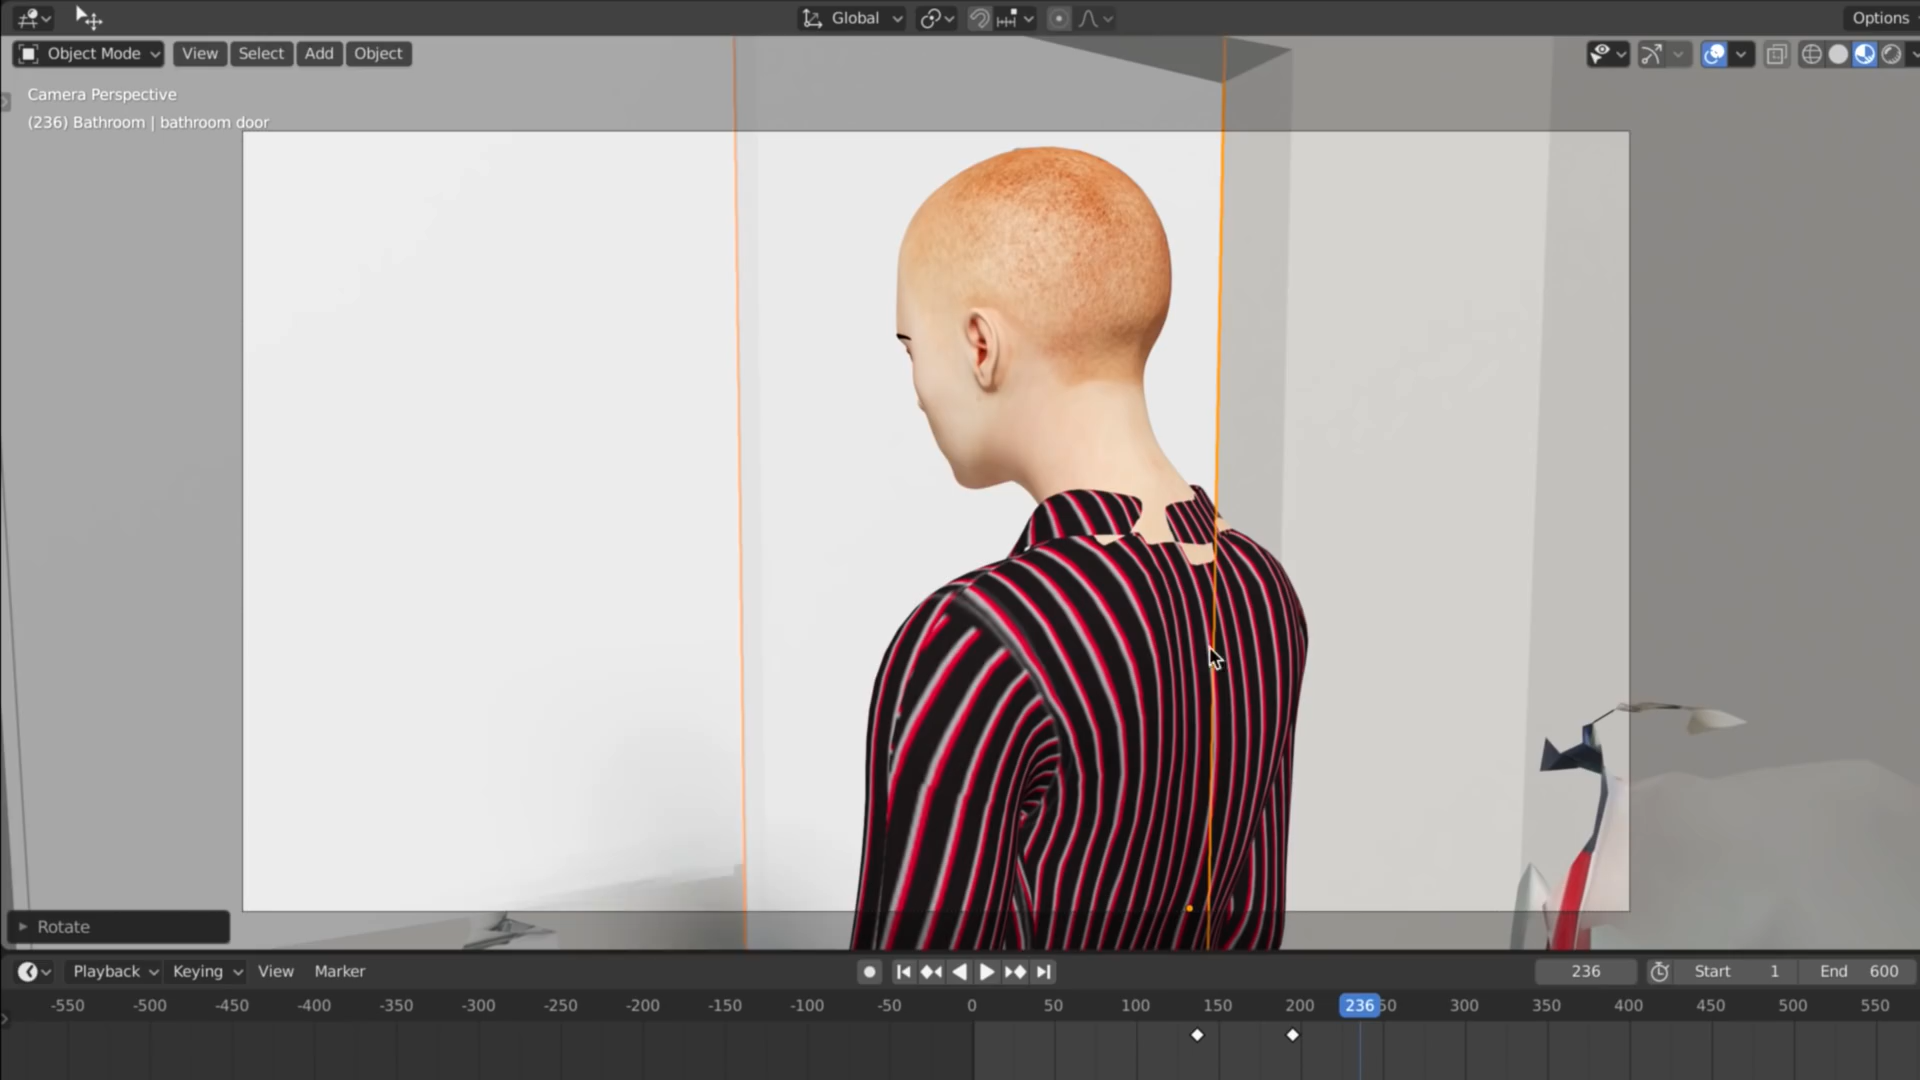 Global
Options
Object Mode View Select Add Object
Camera Perspective
(236) Bathroom | bathroom door
Rotate
Playback Keying View Marker
236 Start 1 End 600
-550 -500 -450 -400 -350 -300 -250 -200 -150 -100 -50 0 50 100 150 200 236 300 350 400 450 500 550